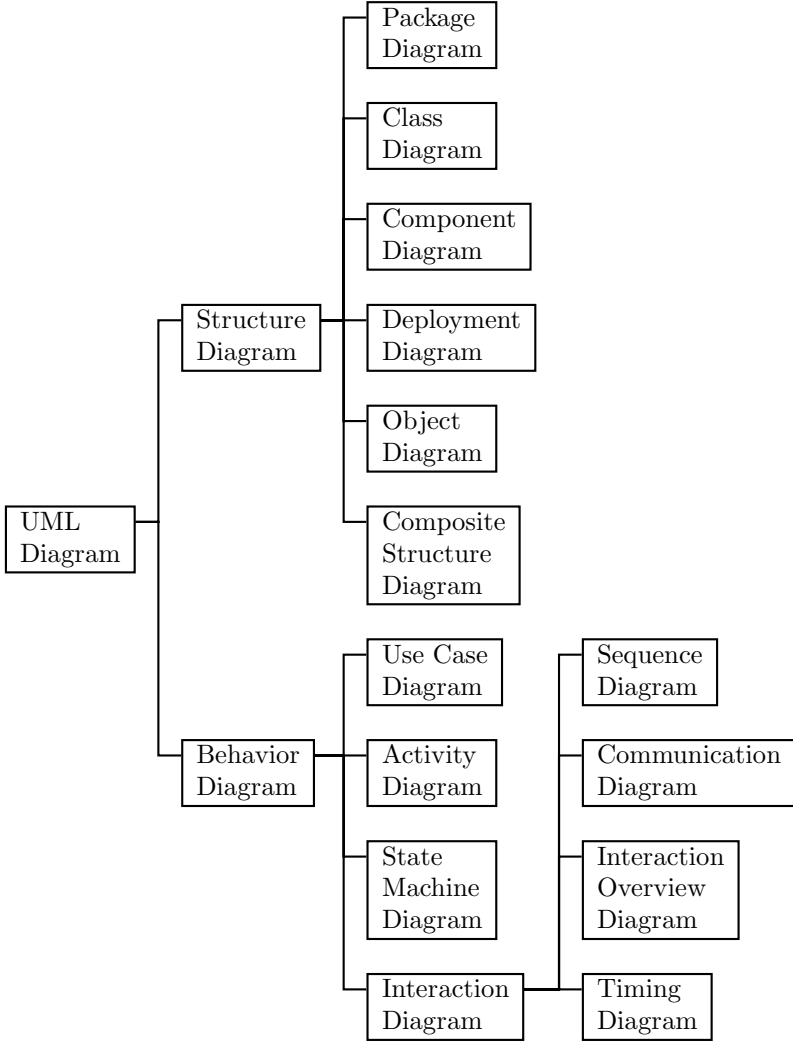 Package
Diagram
Class
Diagram
Component
Diagram
Structure
Diagram
Deployment
Diagram
Object
Diagram
UML
Diagram
Composite
Structure
Diagram
Use Case
Diagram
Sequence
Diagram
Behavior
Diagram
Activity
Diagram
Communication
Diagram
State
Machine
Diagram
Interaction
Overview
Diagram
Interaction
Diagram
Timing
Diagram